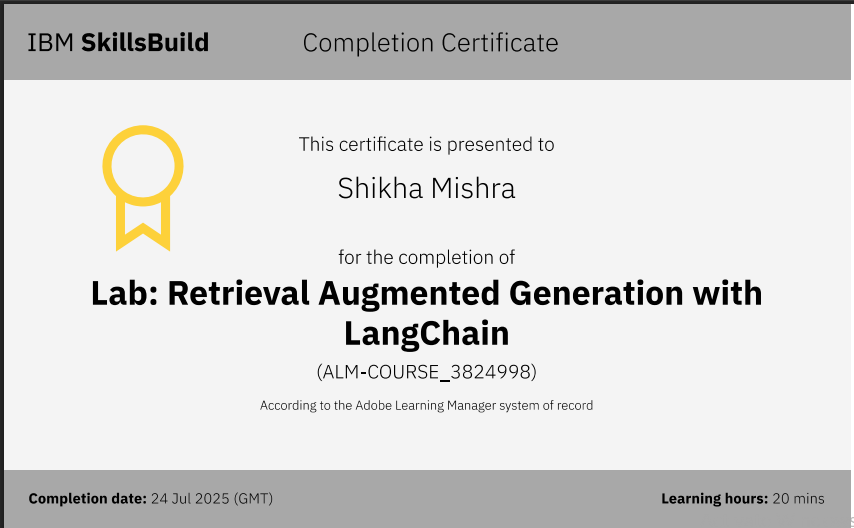 IBM SkillsBuild
Completion Certificate
This certificate is presented to
Shikha Mishra
for the completion of
Lab: Retrieval Augmented Generation with
LangChain
(ALM-COURSE_3824998)
According to the Adobe Learning Manager system of record
Completion date: 24 Jul 2025 (GMT)
Learning hours: 20 mins